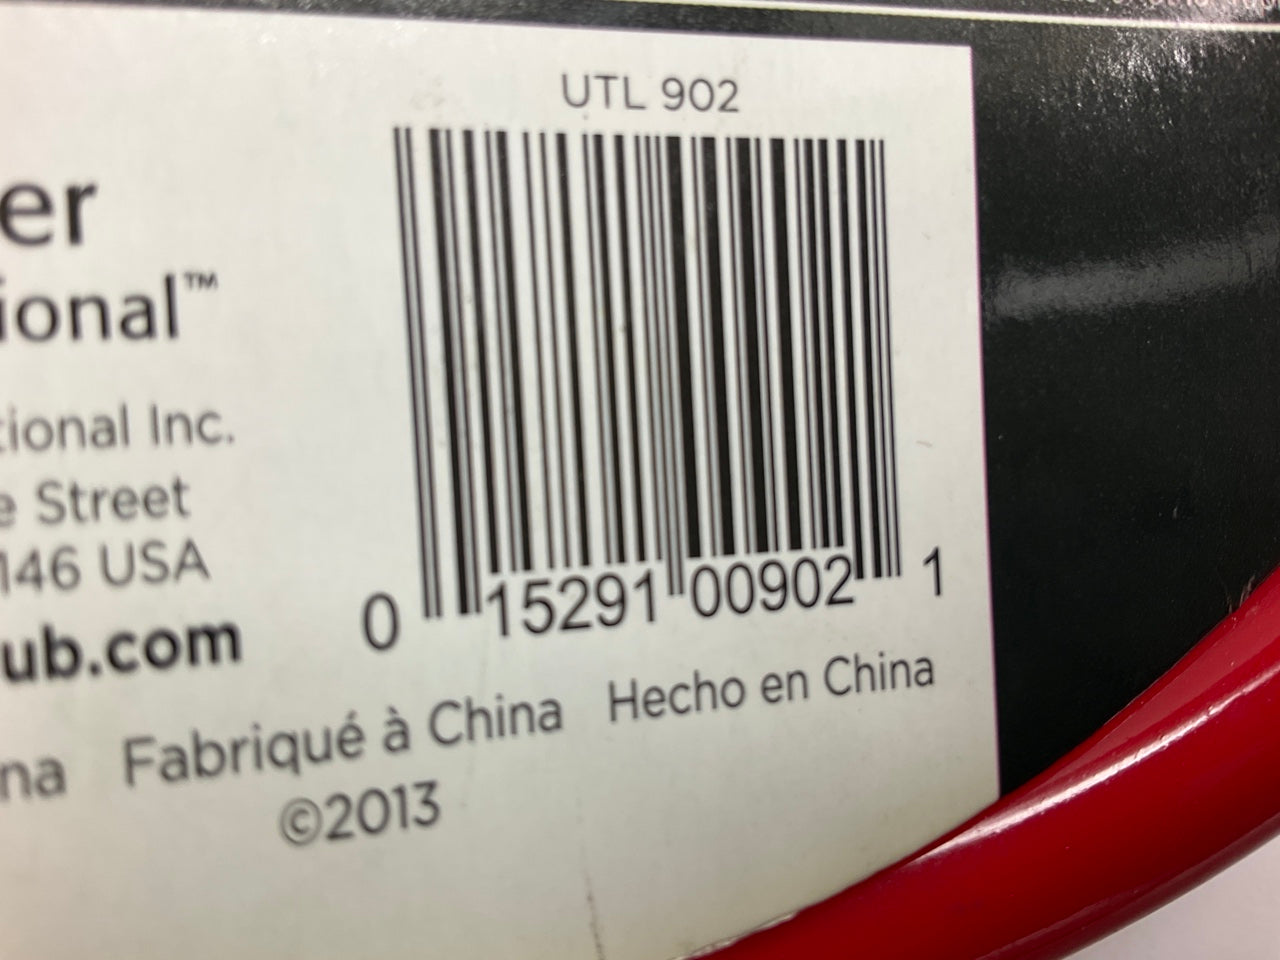 UTL 902
er
ional™
tional Inc.
e Street
146 USA
ub.com
0 15291 00902 1
na Fabriqué à China Hecho en China
©2013